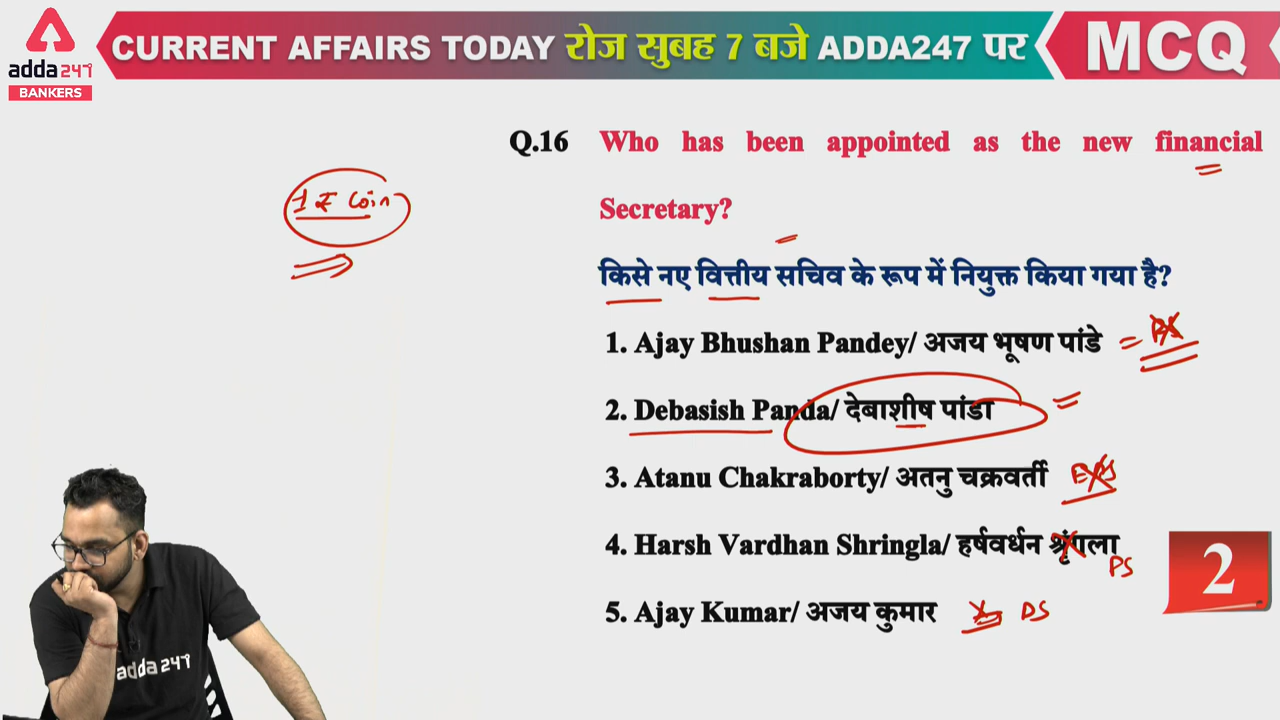 adda247
BANKERS
CURRENT AFFAIRS TODAY रोज सुबह 7 बजे ADDA247 पर
MCQ
Q.16 Who has been appointed as the new financial
Secretary?
1 ₹ Coin
किसे नए वित्तीय सचिव के रूप में नियुक्त किया गया है?
1. Ajay Bhushan Pandey/ अजय भूषण पांडे
2. Debasish Panda/ देबाशीष पांडा
3. Atanu Chakraborty/ अतनु चक्रवर्ती
4. Harsh Vardhan Shringla/ हर्षवर्धन श्रृंगला
PS
5. Ajay Kumar/ अजय कुमार DS
2
adda247